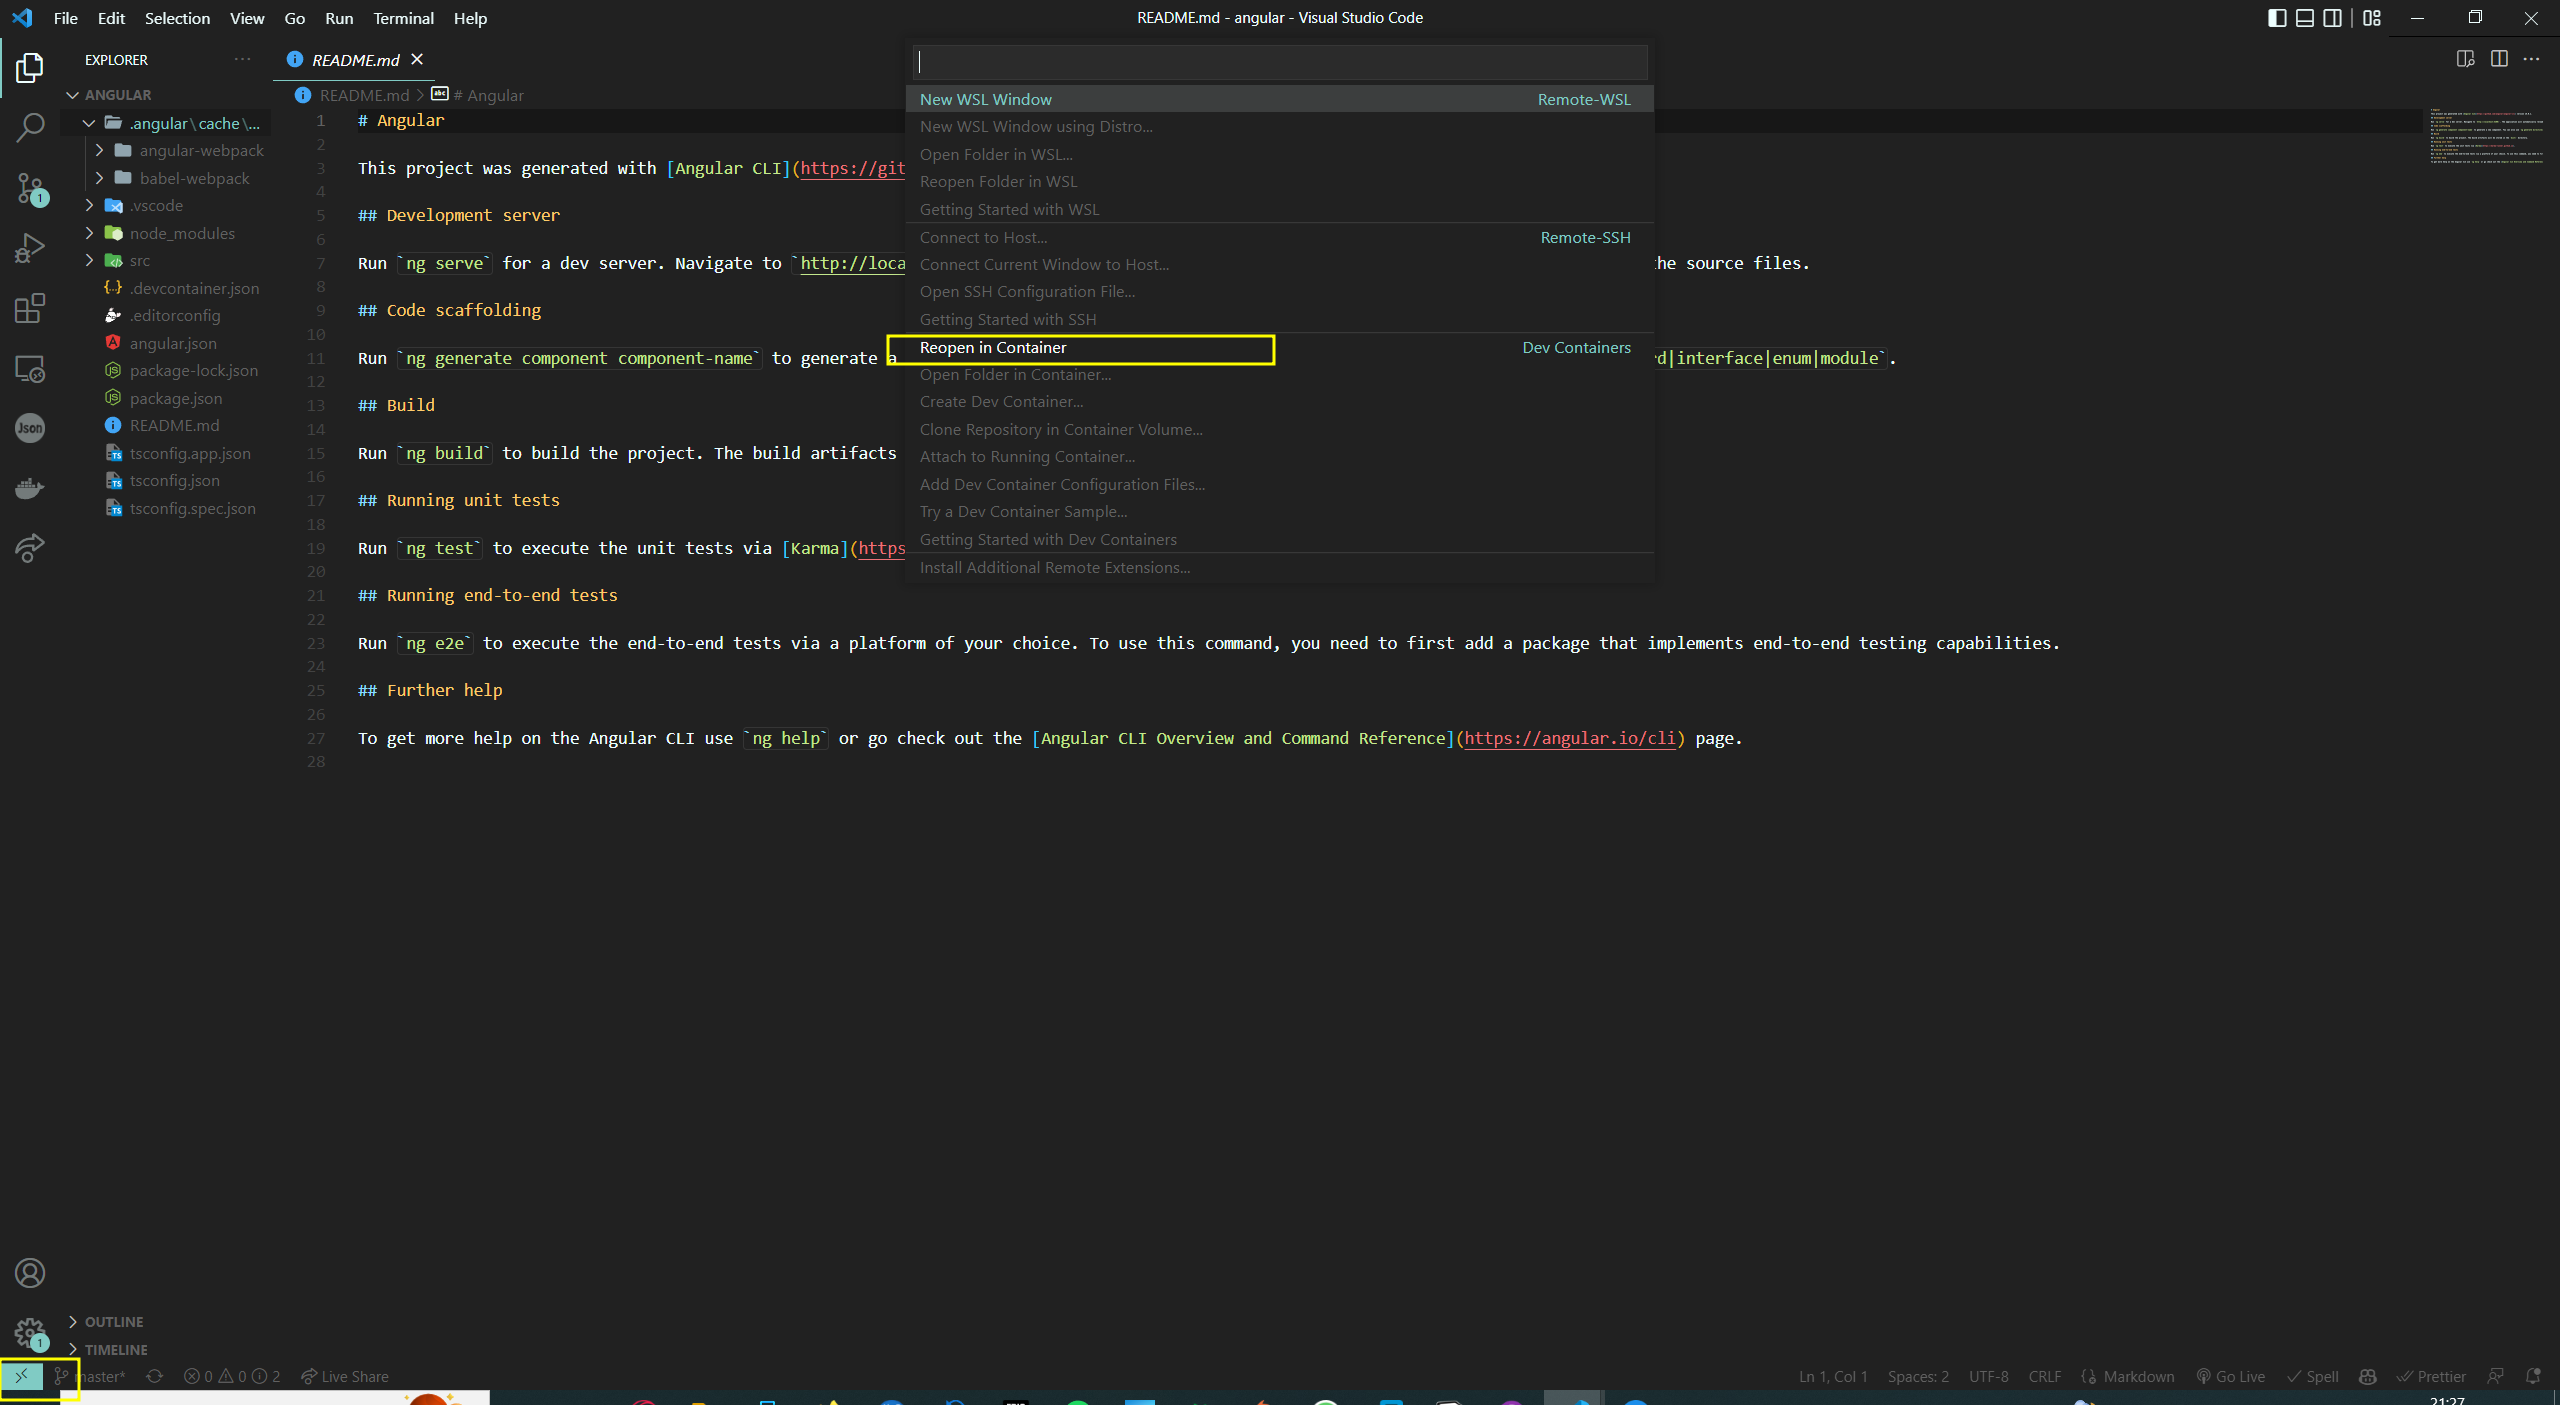 File Edit Selection View Go Run Terminal Help
README.md - angular - Visual Studio Code
EXPLORER
ANGULAR
.angular\cache\...
angular-webpack
babel-webpack
.vscode
node_modules
src
.devcontainer.json
.editorconfig
angular.json
package-lock.json
package.json
README.md
tsconfig.app.json
tsconfig.json
tsconfig.spec.json
OUTLINE
TIMELINE
1
1
Json
README.md
README.md > # Angular
1 # Angular
2
3 This project was generated with [Angular CLI](https://git
4
5 ## Development server
6
7 Run `ng serve` for a dev server. Navigate to `http://loca he source files.
8
9 ## Code scaffolding
10
11 Run `ng generate component component-name` to generate a rd|interface|enum|module`.
12
13 ## Build
14
15 Run `ng build` to build the project. The build artifacts
16
17 ## Running unit tests
18
19 Run `ng test` to execute the unit tests via [Karma](https
20
21 ## Running end-to-end tests
22
23 Run `ng e2e` to execute the end-to-end tests via a platform of your choice. To use this command, you need to first add a package that implements end-to-end testing capabilities.
24
25 ## Further help
26
27 To get more help on the Angular CLI use `ng help` or go check out the [Angular CLI Overview and Command Reference](https://angular.io/cli) page.
28
New WSL Window Remote-WSL
New WSL Window using Distro...
Open Folder in WSL...
Reopen Folder in WSL
Getting Started with WSL
Connect to Host... Remote-SSH
Connect Current Window to Host...
Open SSH Configuration File...
Getting Started with SSH
Reopen in Container Dev Containers
Open Folder in Container...
Create Dev Container...
Clone Repository in Container Volume...
Attach to Running Container...
Add Dev Container Configuration Files...
Try a Dev Container Sample...
Getting Started with Dev Containers
Install Additional Remote Extensions...
master* 0 0 2 Live Share
Ln 1, Col 1 Spaces: 2 UTF-8 CRLF Markdown Go Live Spell Prettier
21:27